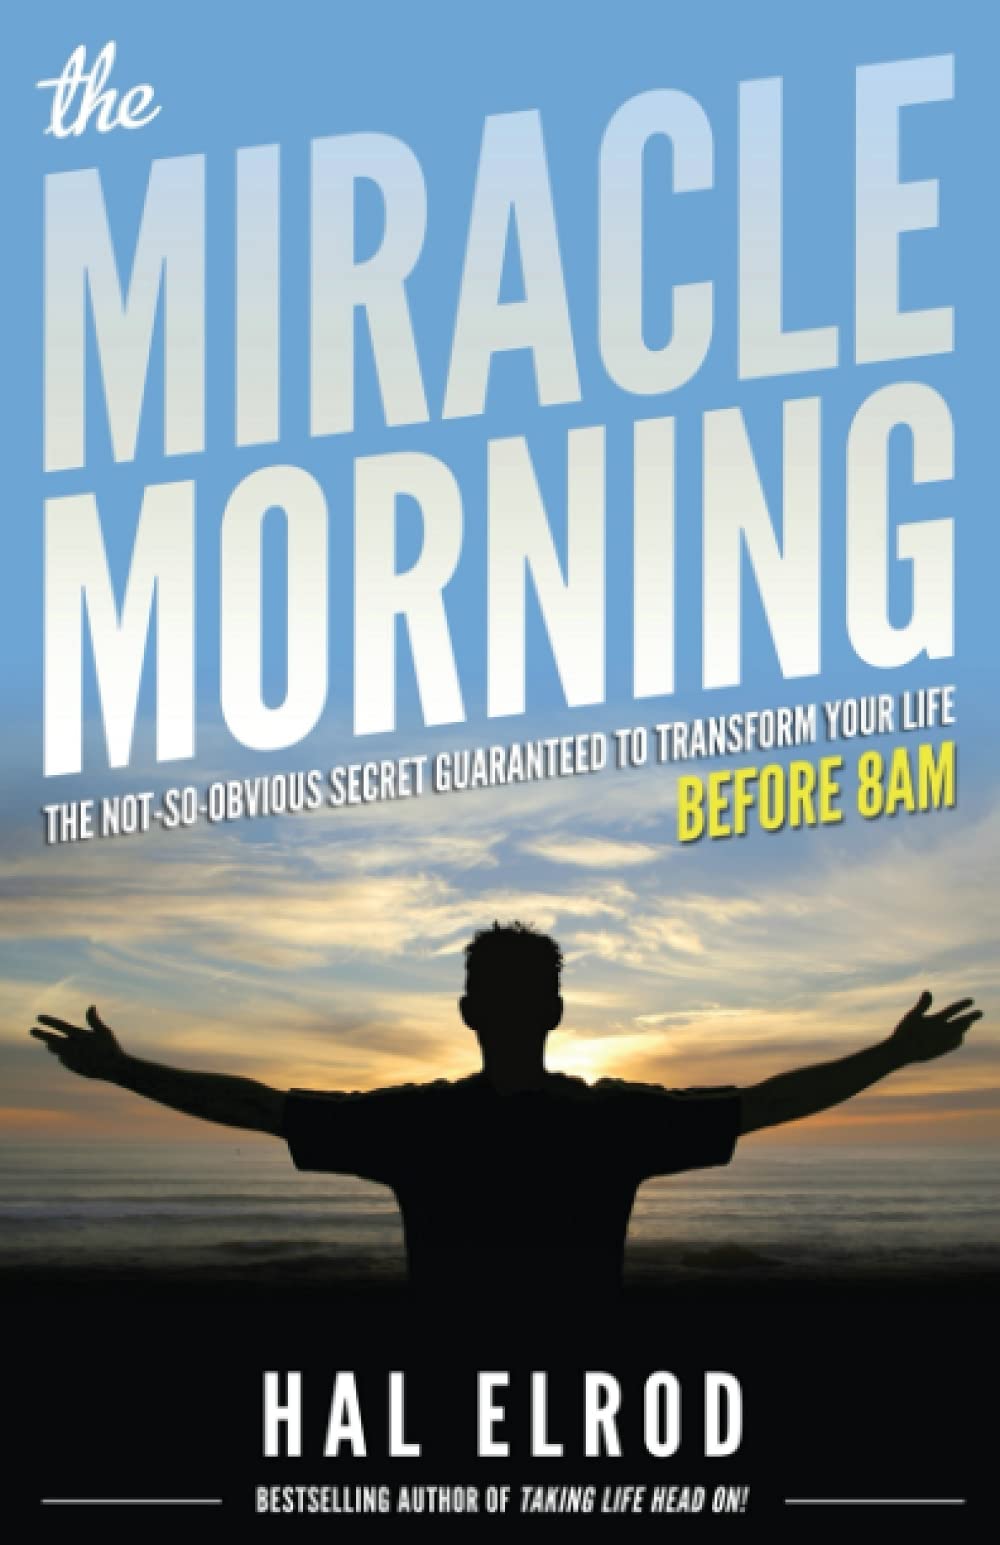 the
MIRACLE
MORNING
THE NOT-SO-OBVIOUS SECRET GUARANTEED TO TRANSFORM YOUR LIFE
BEFORE 8AM
HAL ELROD
BESTSELLING AUTHOR OF TAKING LIFE HEAD ON!